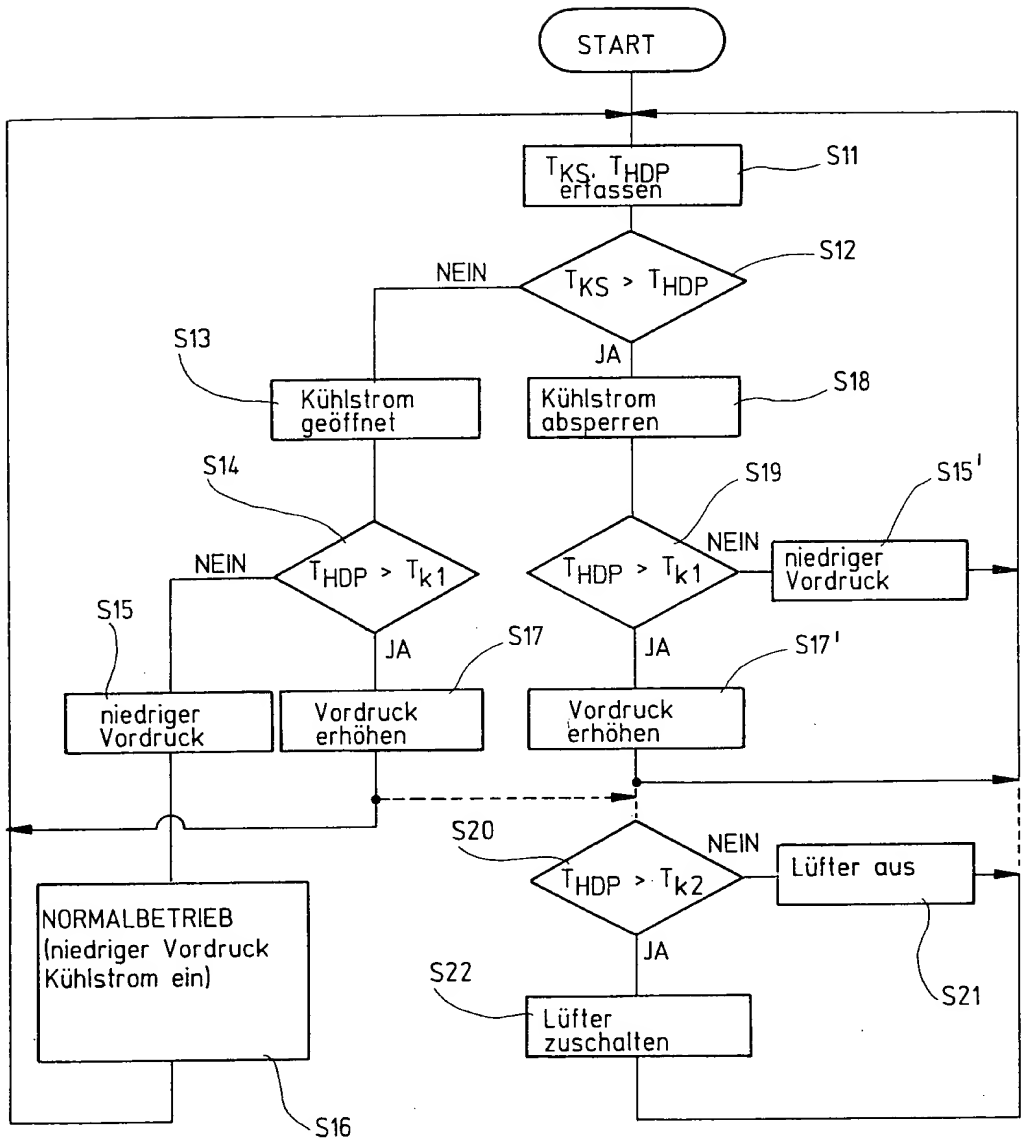 START
T_KS, T_HDP
erfassen
S11
S12
NEIN
T_KS > T_HDP
JA
S13
S18
Kühlstrom
geöffnet
Kühlstrom
absperren
S14
S19
S15'
NEIN
T_HDP > T_k1
T_HDP > T_k1
NEIN
niedriger
Vordruck
S15
JA
S17
JA
S17'
niedriger
Vordruck
Vordruck
erhöhen
Vordruck
erhöhen
S20
NEIN
T_HDP > T_k2
Lüfter aus
NORMALBETRIEB
(niedriger Vordruck
Kühlstrom ein)
JA
S22
S21
Lüfter
zuschalten
S16